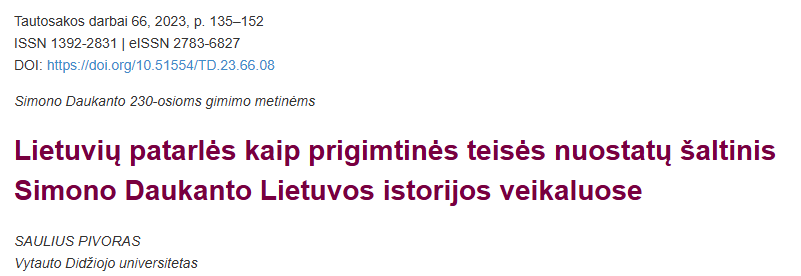 Tautosakos darbai 66, 2023, p. 135–152
ISSN 1392-2831 | eISSN 2783-6827
DOI: https://doi.org/10.51554/TD.23.66.08
Simono Daukanto 230-osioms gimimo metinėms
Lietuvių patarlės kaip prigimtinės teisės nuostatų šaltinis
Simono Daukanto Lietuvos istorijos veikaluose
SAULIUS PIVORAS
Vytauto Didžiojo universitetas